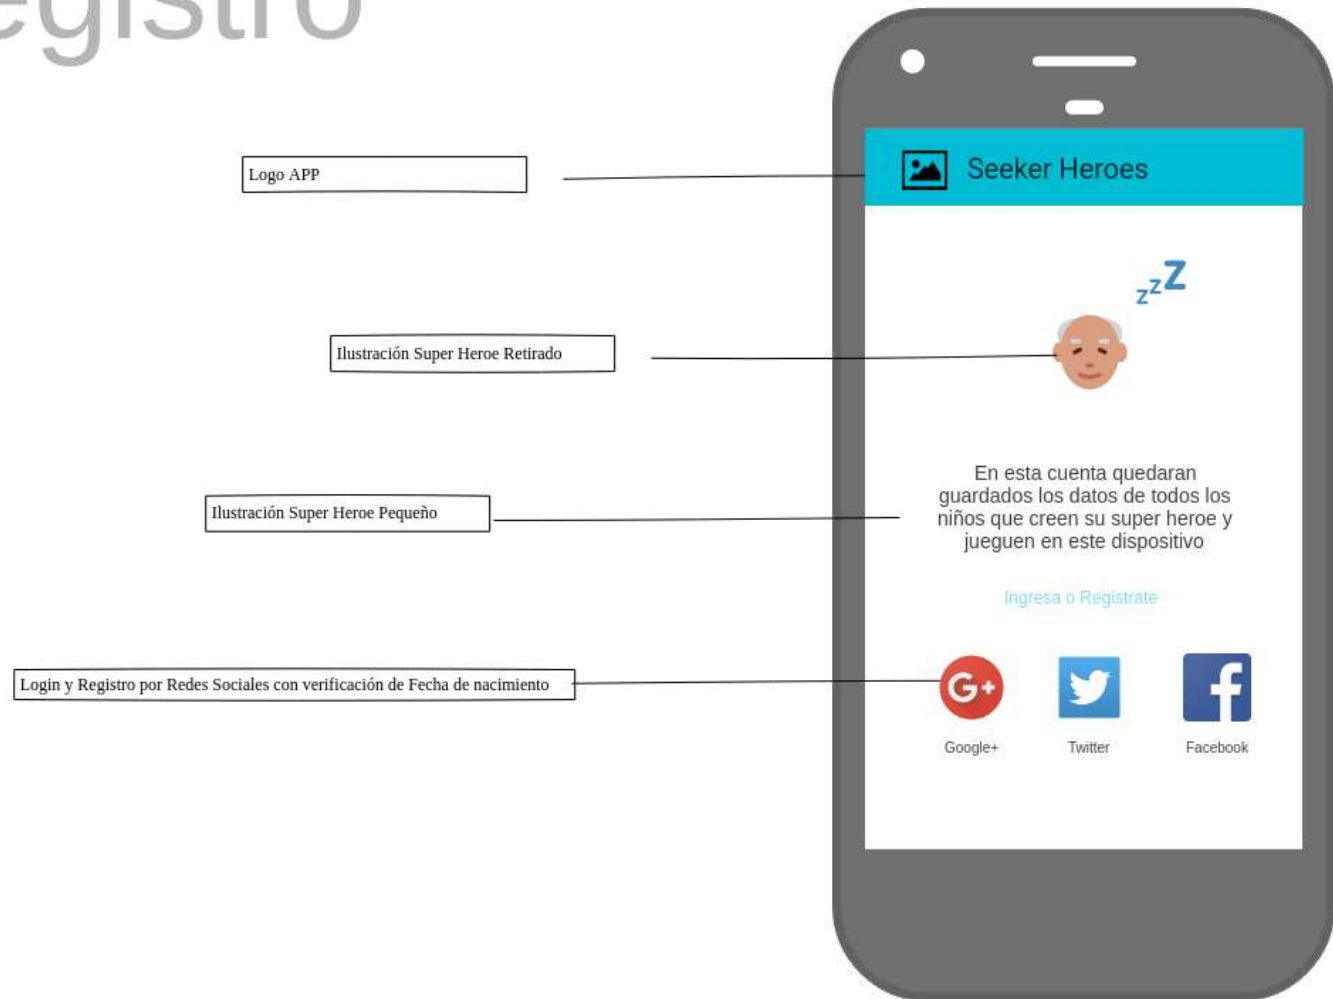 egistro
Logo APP
Seeker Heroes
zzZ
Ilustración Super Heroe Retirado
Ilustración Super Heroe Pequeño
En esta cuenta quedaran
guardados los datos de todos los
niños que creen su super heroe y
jueguen en este dispositivo
Ingresa o Registrate
Login y Registro por Redes Sociales con verificación de Fecha de nacimiento
G+
f
Google+
Twitter
Facebook